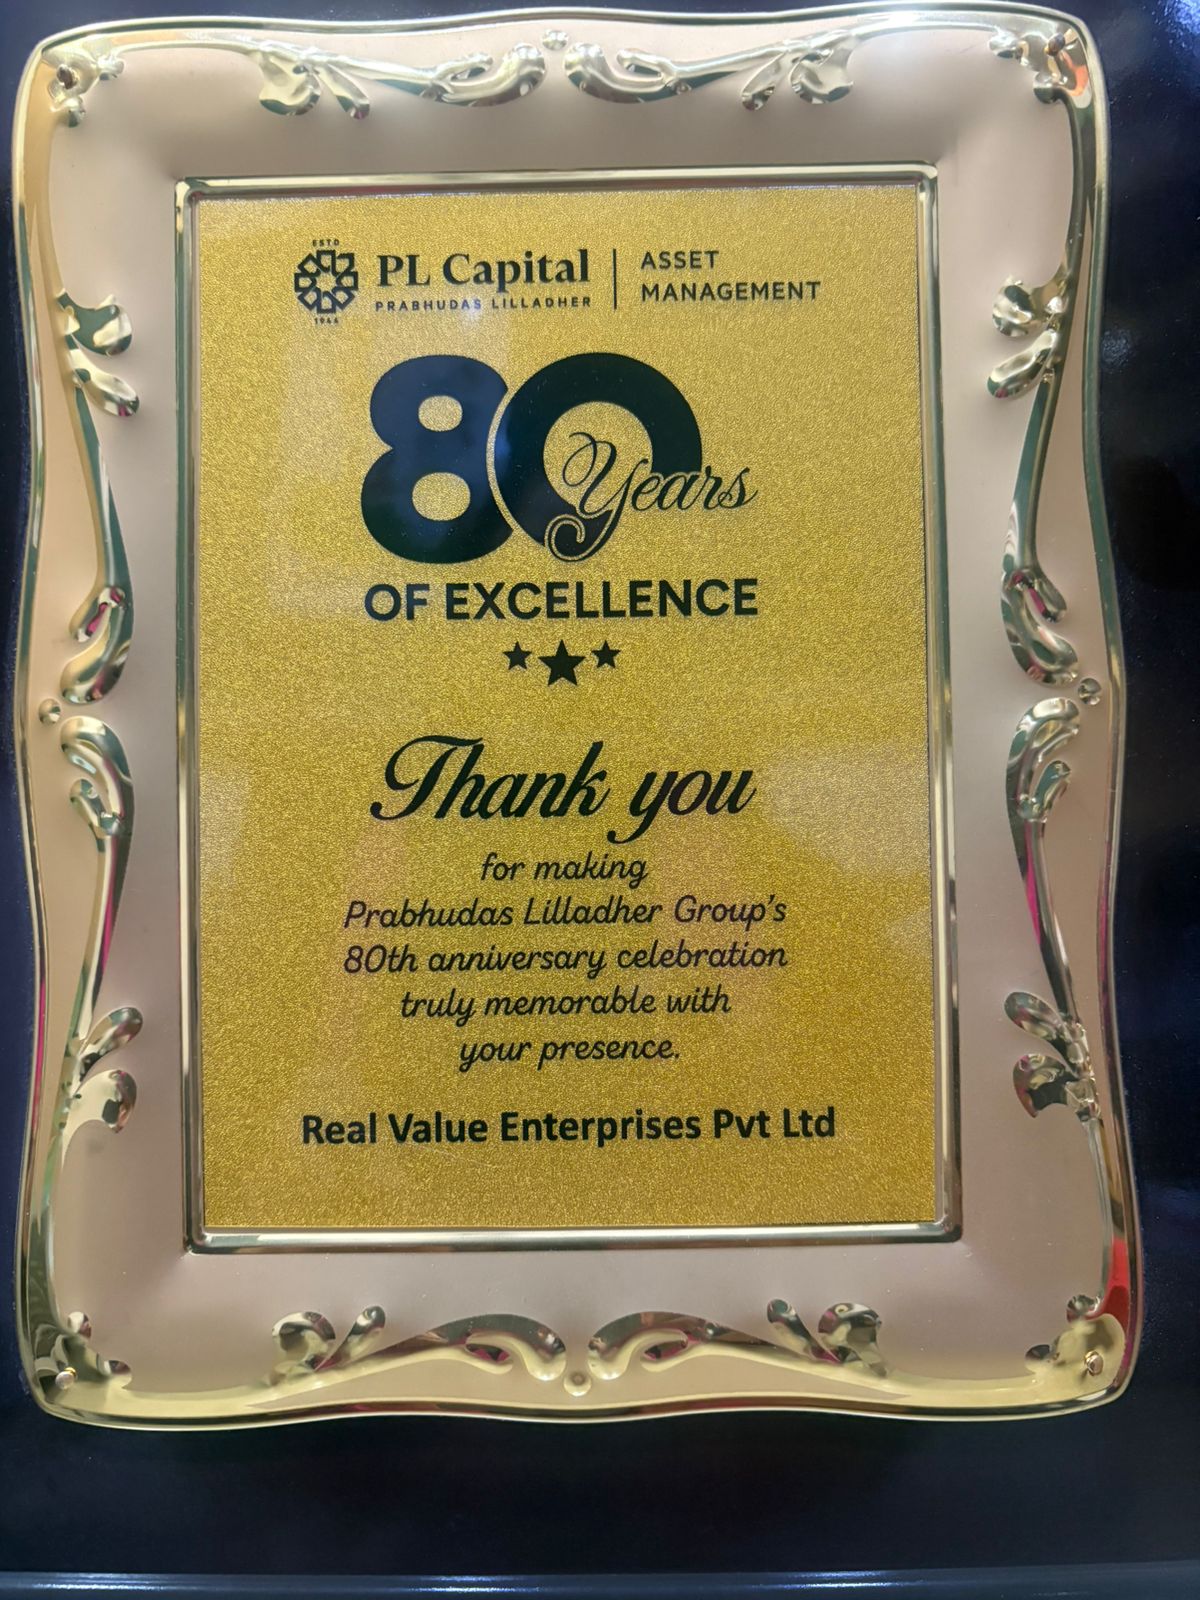 ESTD
PL Capital
PRABHUDAS LILLADHER
1944
ASSET
MANAGEMENT
80
Years
OF EXCELLENCE
Thank you
for making
Prabhudas Lilladher Group's
80th anniversary celebration
truly memorable with
your presence.
Real Value Enterprises Pvt Ltd